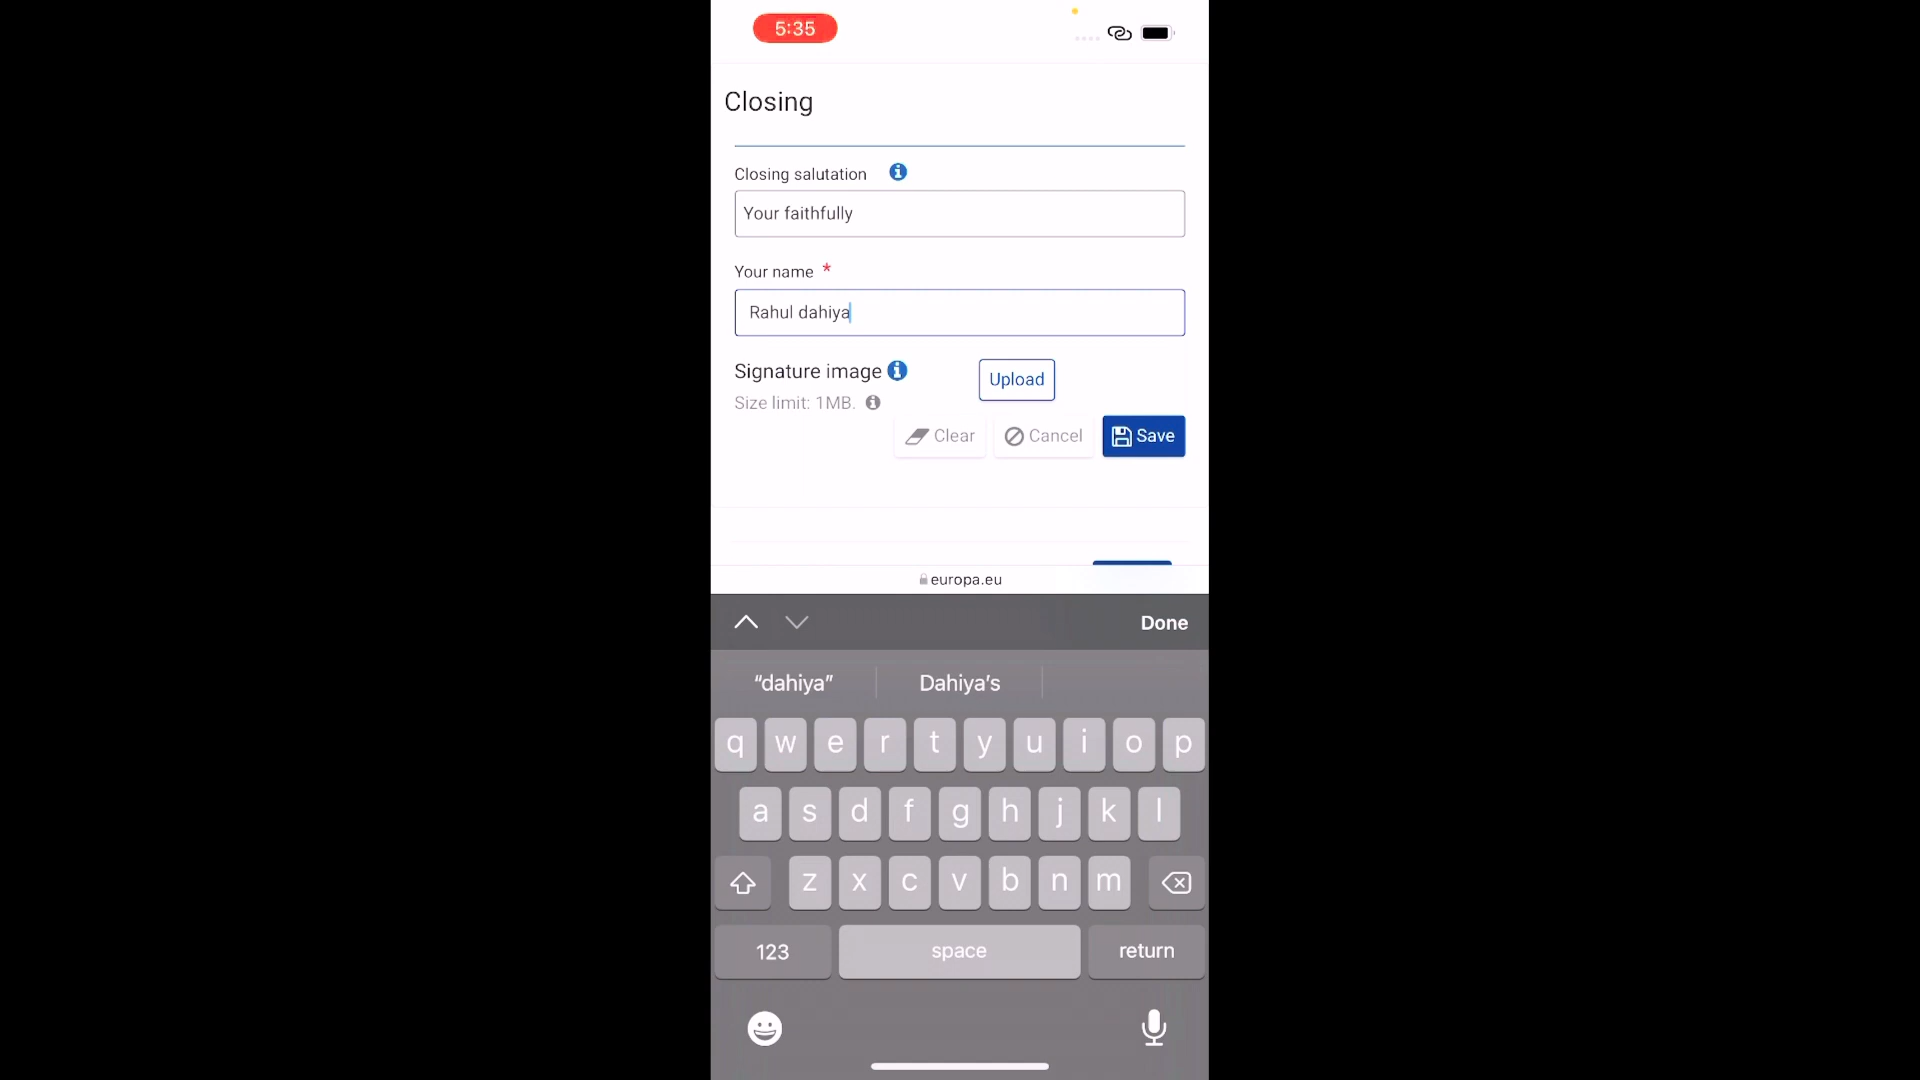 5:35
Closing
Closing salutation
Your faithfully
Your name *
Rahul dahiya
Signature image
Upload
Size limit: 1MB.
Clear Cancel Save
europa.eu
Done
“dahiya” Dahiya’s
q w e r t y u i o p
a s d f g h j k l
z x c v b n m
123 space return